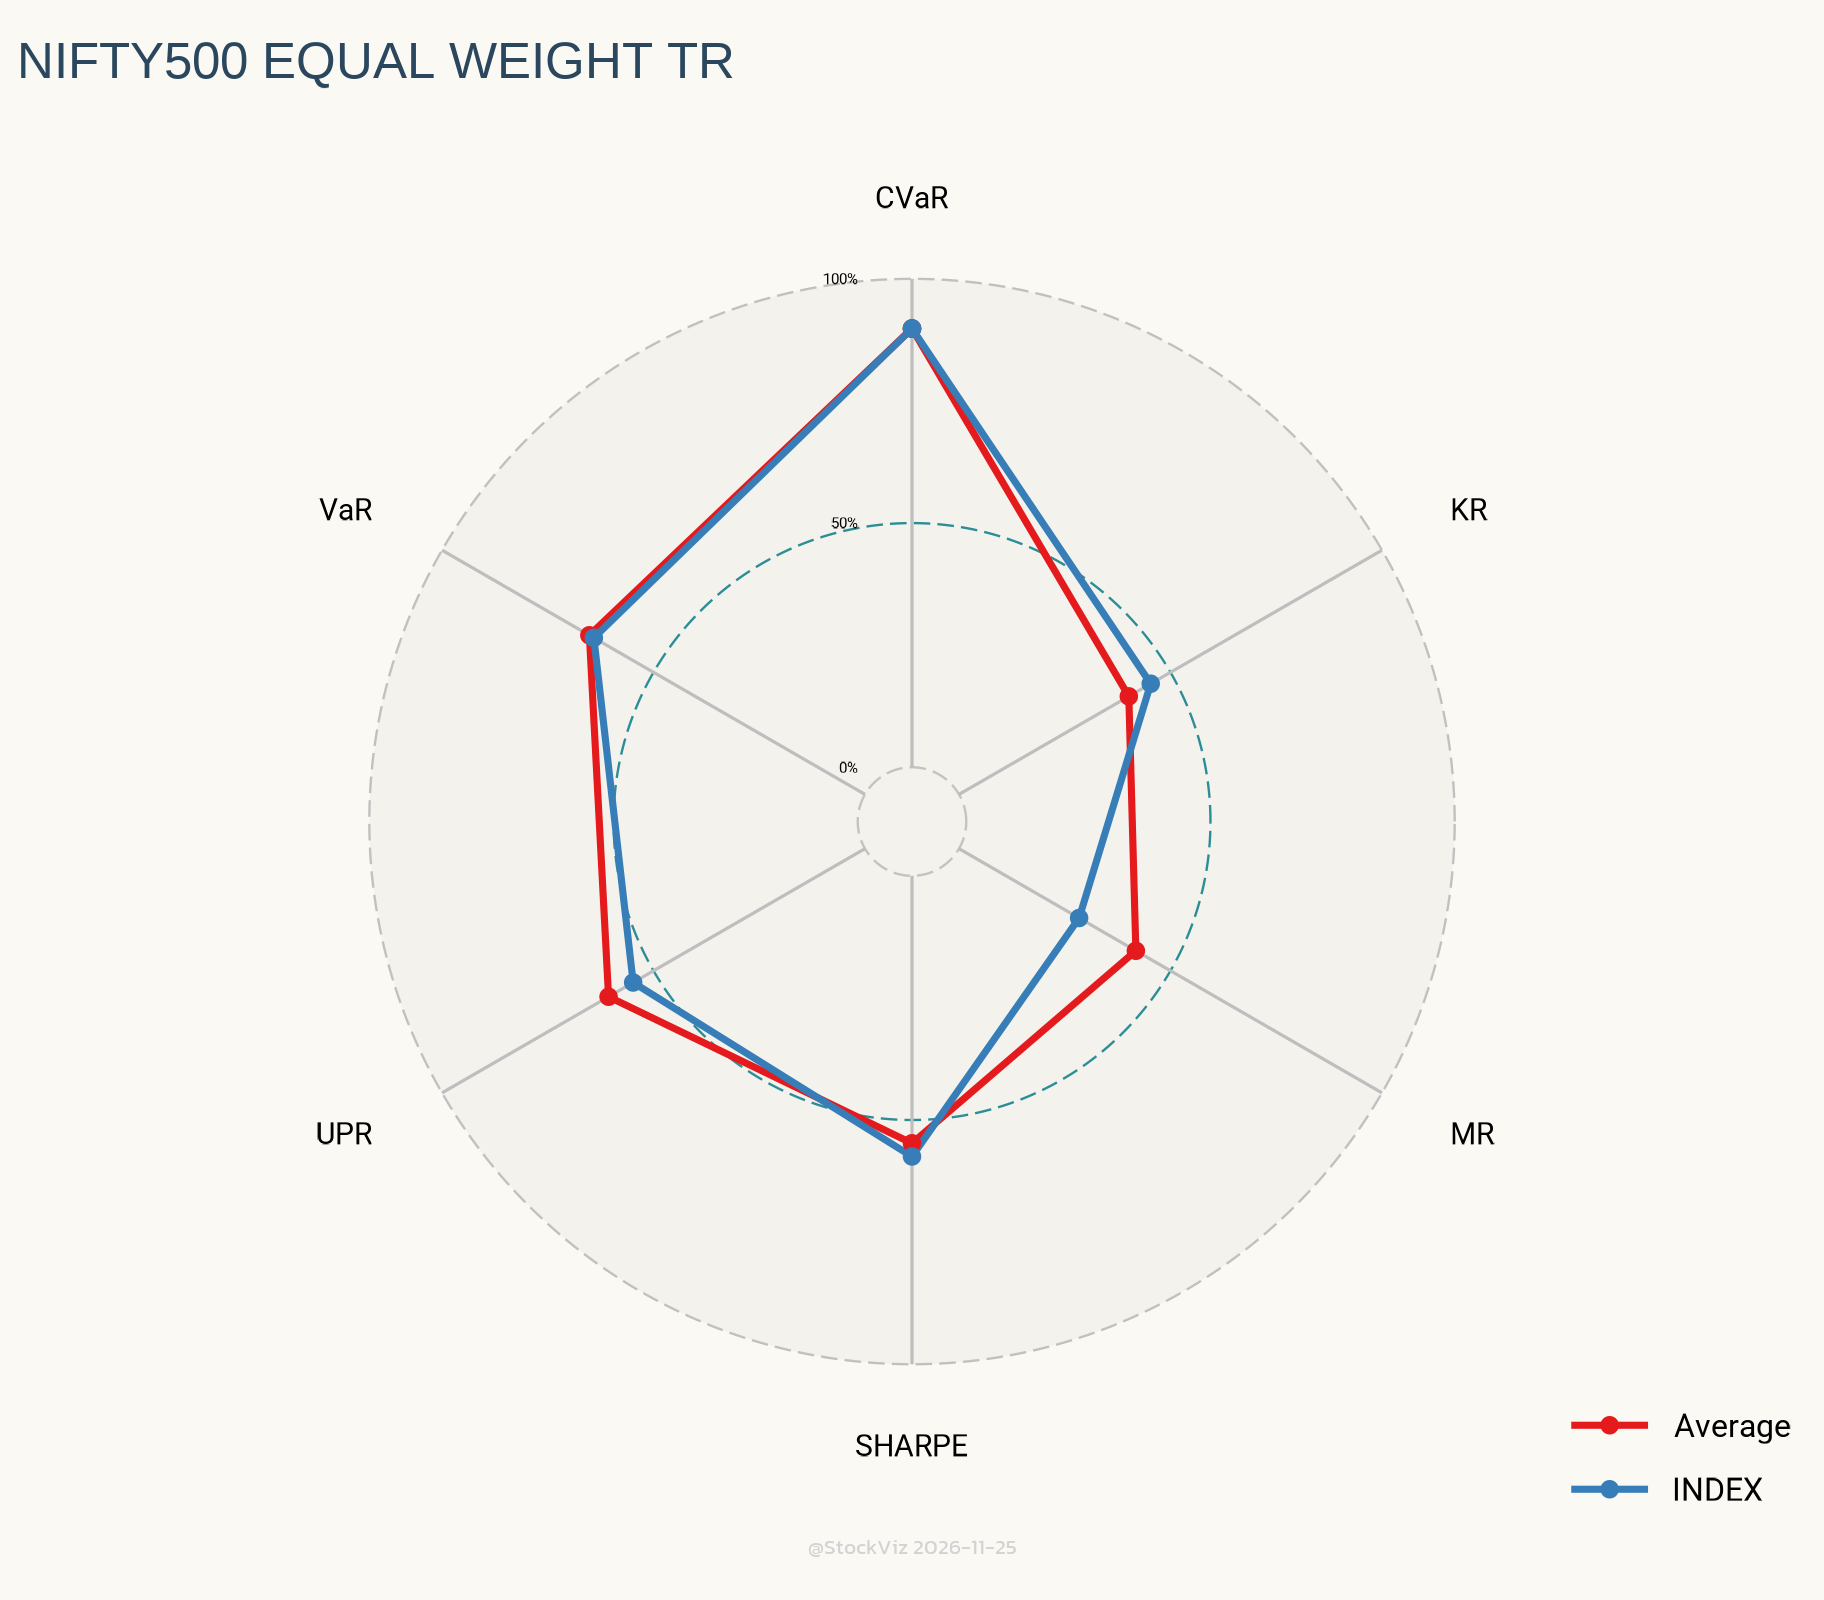 NIFTY500 EQUAL WEIGHT TR
CVaR
100%
VaR
KR
50%
0%
UPR
MR
SHARPE
Average
INDEX
@StockViz 2026-11-25